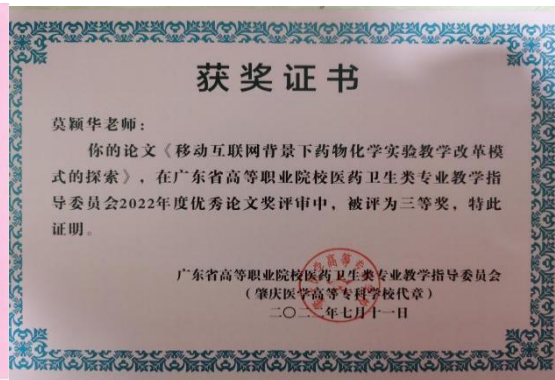 获奖证书
莫颖华老师：
你的论文《移动互联网背景下药物化学实验教学改革模
式的探索》，在广东省高等职业院校医药卫生类专业教学指
导委员会2022年度优秀论文奖评审中，被评为三等奖，特此
证明。
广东省高等职业院校医药卫生类专业教学指导委员会
（肇庆医学高等专科学校代章）
二〇二二年七月十一日